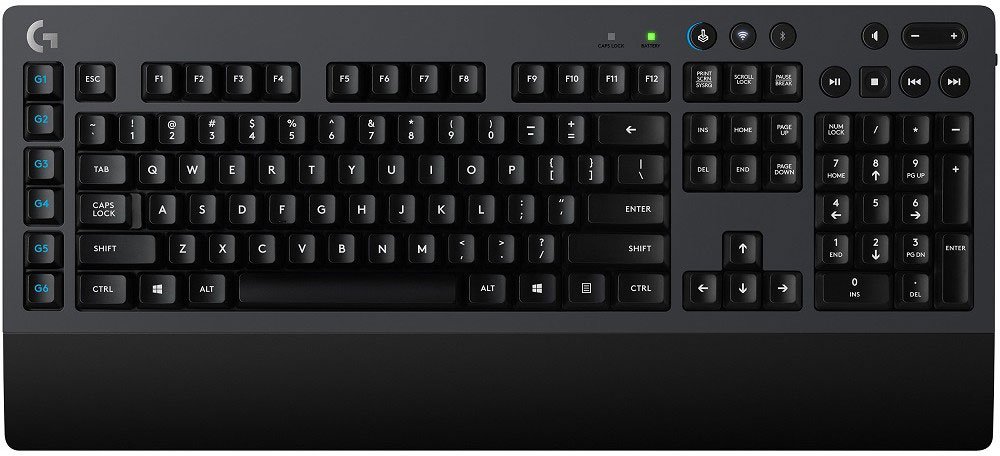 G
CAPS LOCK
BATTERY
G1
ESC
F1
F2
F3
F4
F5
F6
F7
F8
F9
F10
F11
F12
PRINT
SCRN
SYSRQ
SCROLL
LOCK
PAUSE
BREAK
G2
~
`
!
1
@
2
#
3
$
4
%
5
^
6
&
7
*
8
(
9
)
0
_
-
+
=
←
INS
HOME
PAGE
UP
NUM
LOCK
/
*
-
G3
TAB
Q
W
E
R
T
Y
U
I
O
P
{
[
}
]
|
\
DEL
END
PAGE
DOWN
7
HOME
8
↑
9
PG UP
+
G4
CAPS
LOCK
A
S
D
F
G
H
J
K
L
:
;
"
'
ENTER
4
←
5
6
→
G5
SHIFT
Z
X
C
V
B
N
M
<
,
>
.
?
/
SHIFT
↑
1
END
2
↓
3
PG DN
ENTER
G6
CTRL
ALT
ALT
CTRL
←
↓
→
0
INS
.
DEL